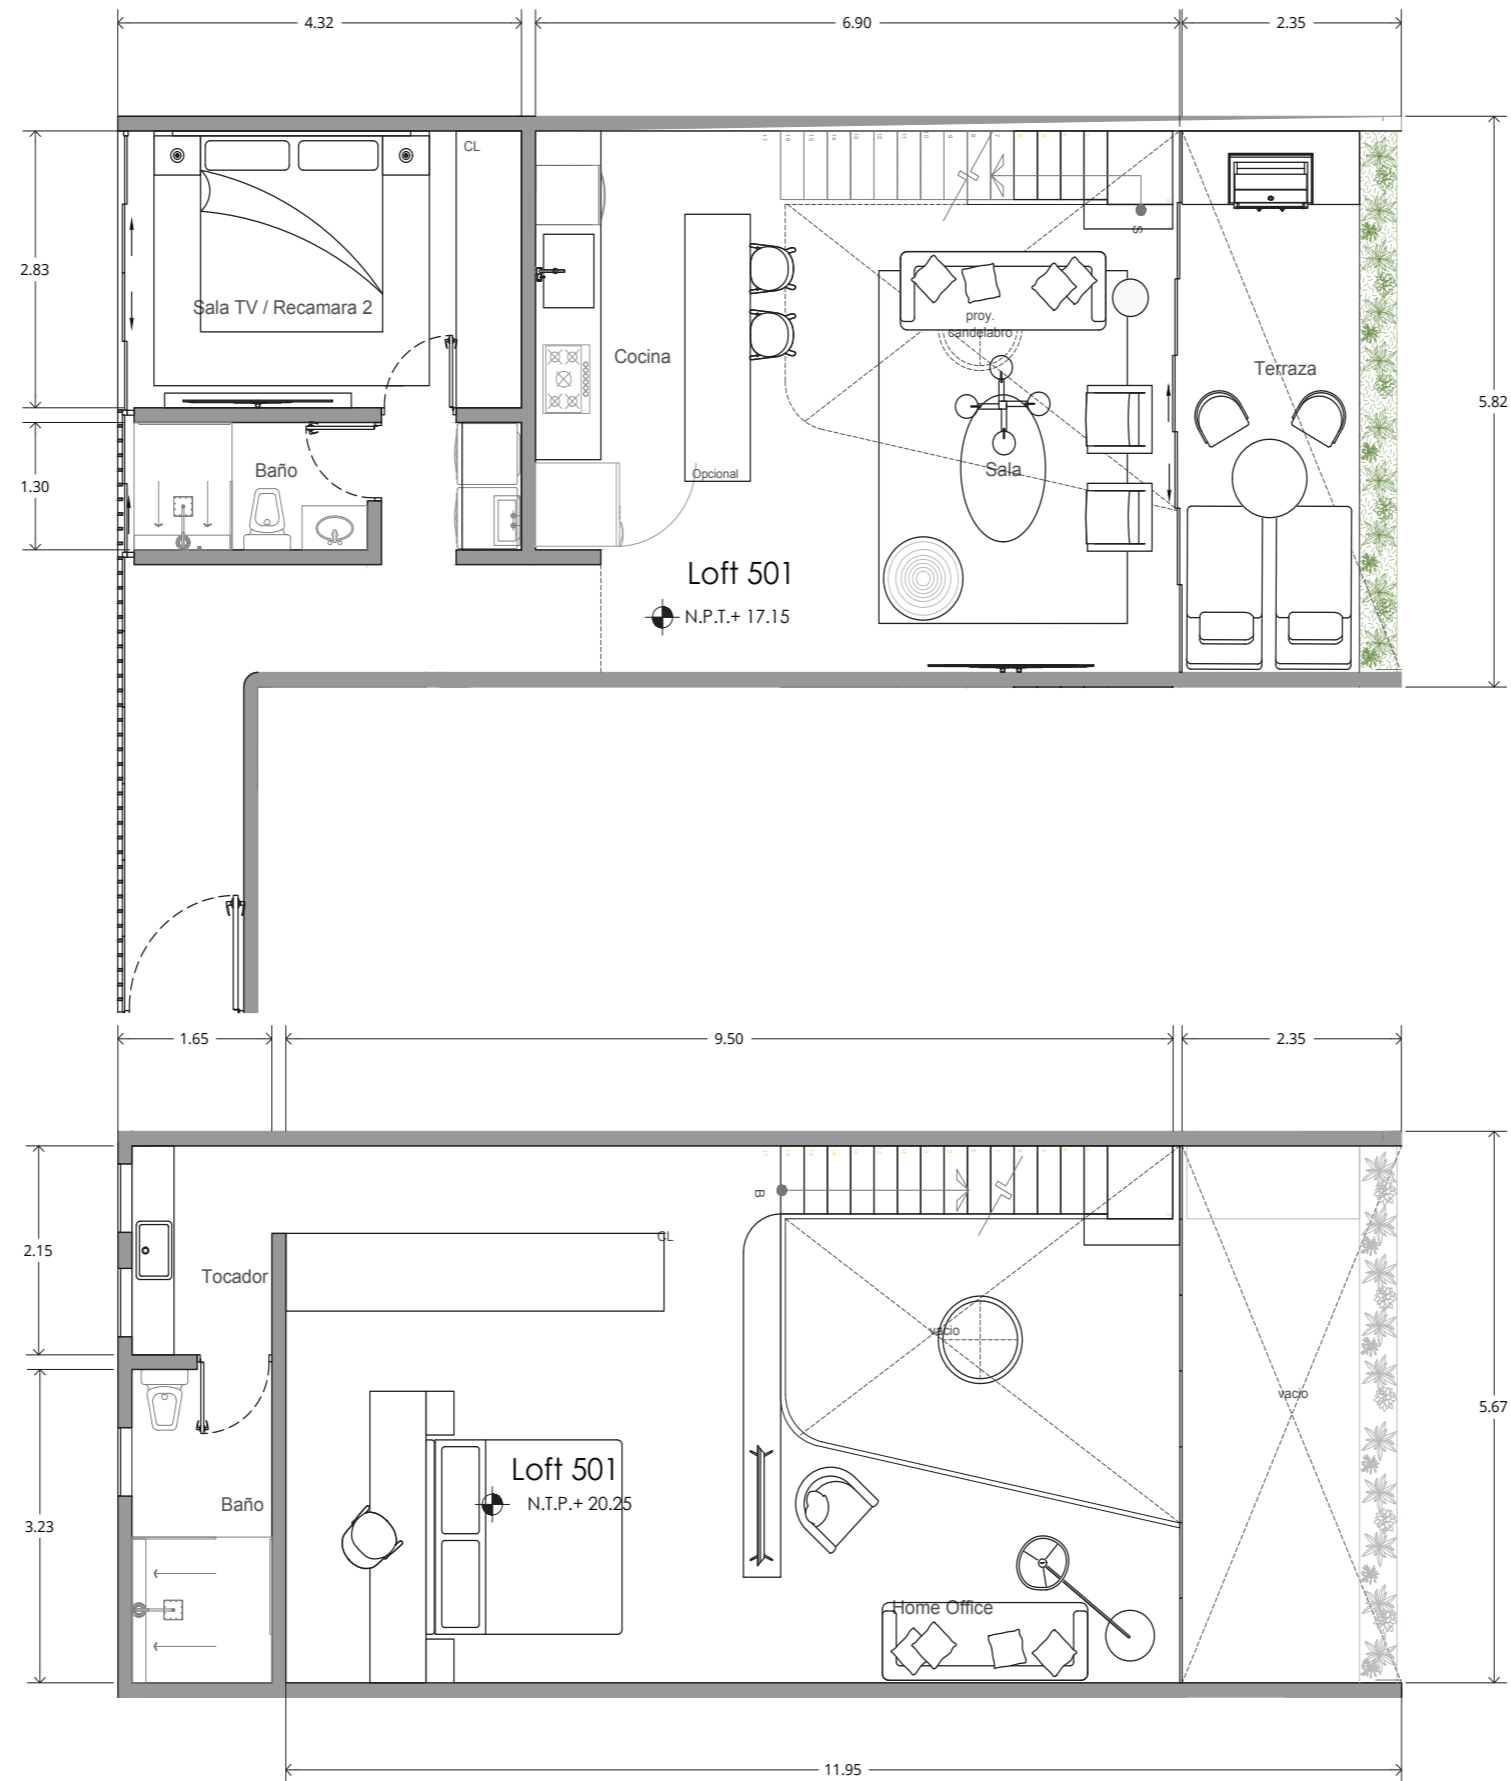 4.32
6.90
2.35
CL
2.83
Sala TV / Recamara 2
S
proy.
candelabro
Cocina
Terraza
5.82
Baño
Opcional
Sala
1.30
Loft 501
N.P.T.+ 17.15
1.65
9.50
2.35
B
CL
2.15
Tocador
vacio
vacio
5.67
Loft 501
N.T.P.+ 20.25
Baño
3.23
Home Office
11.95